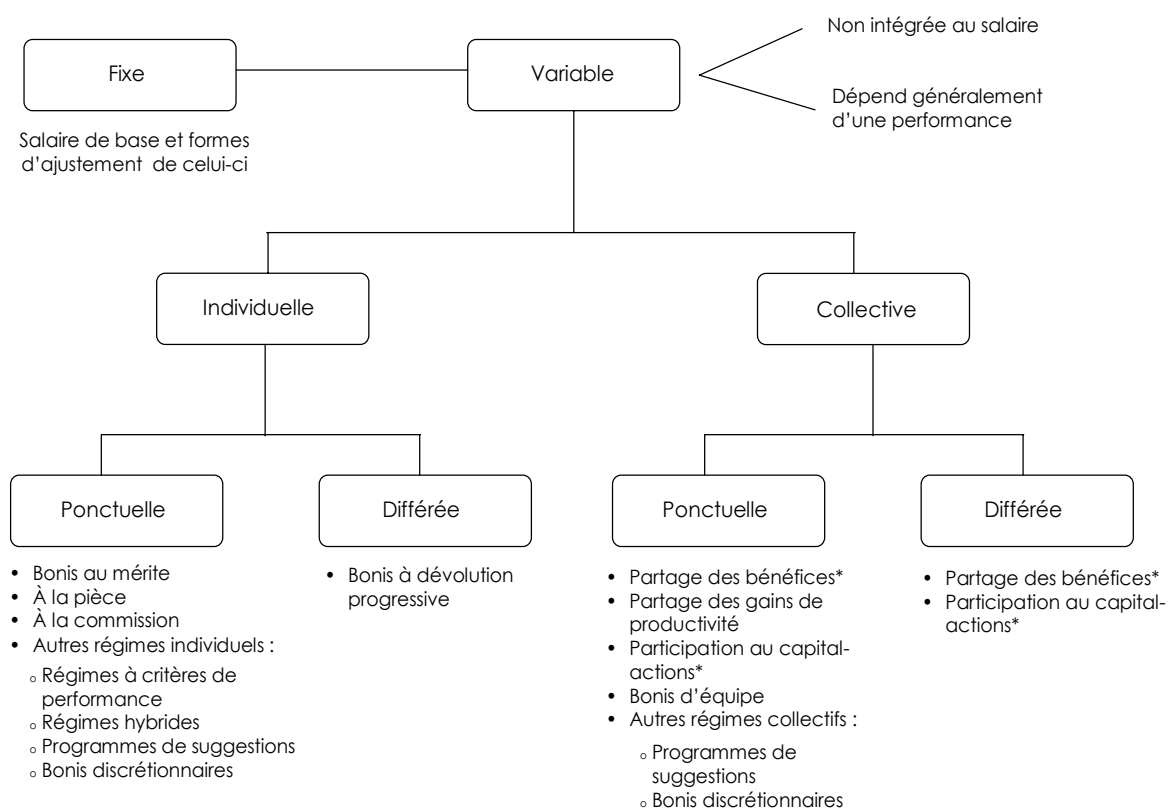 Non intégrée au salaire
Fixe
Variable
Dépend généralement
d'une performance
Salaire de base et formes
d'ajustement de celui-ci
Individuelle
Collective
Ponctuelle
• Bonis au mérite
• À la pièce
• À la commission
• Autres régimes individuels :
o Régimes à critères de
performance
o Régimes hybrides
o Programmes de suggestions
o Bonis discrétionnaires
Différée
• Bonis à dévolution
progressive
Ponctuelle
• Partage des bénéfices*
• Partage des gains de
productivité
• Participation au capital-
actions*
• Bonis d'équipe
• Autres régimes collectifs :
o Programmes de
suggestions
o Bonis discrétionnaires
Différée
• Partage des bénéfices*
• Participation au capital-
actions*